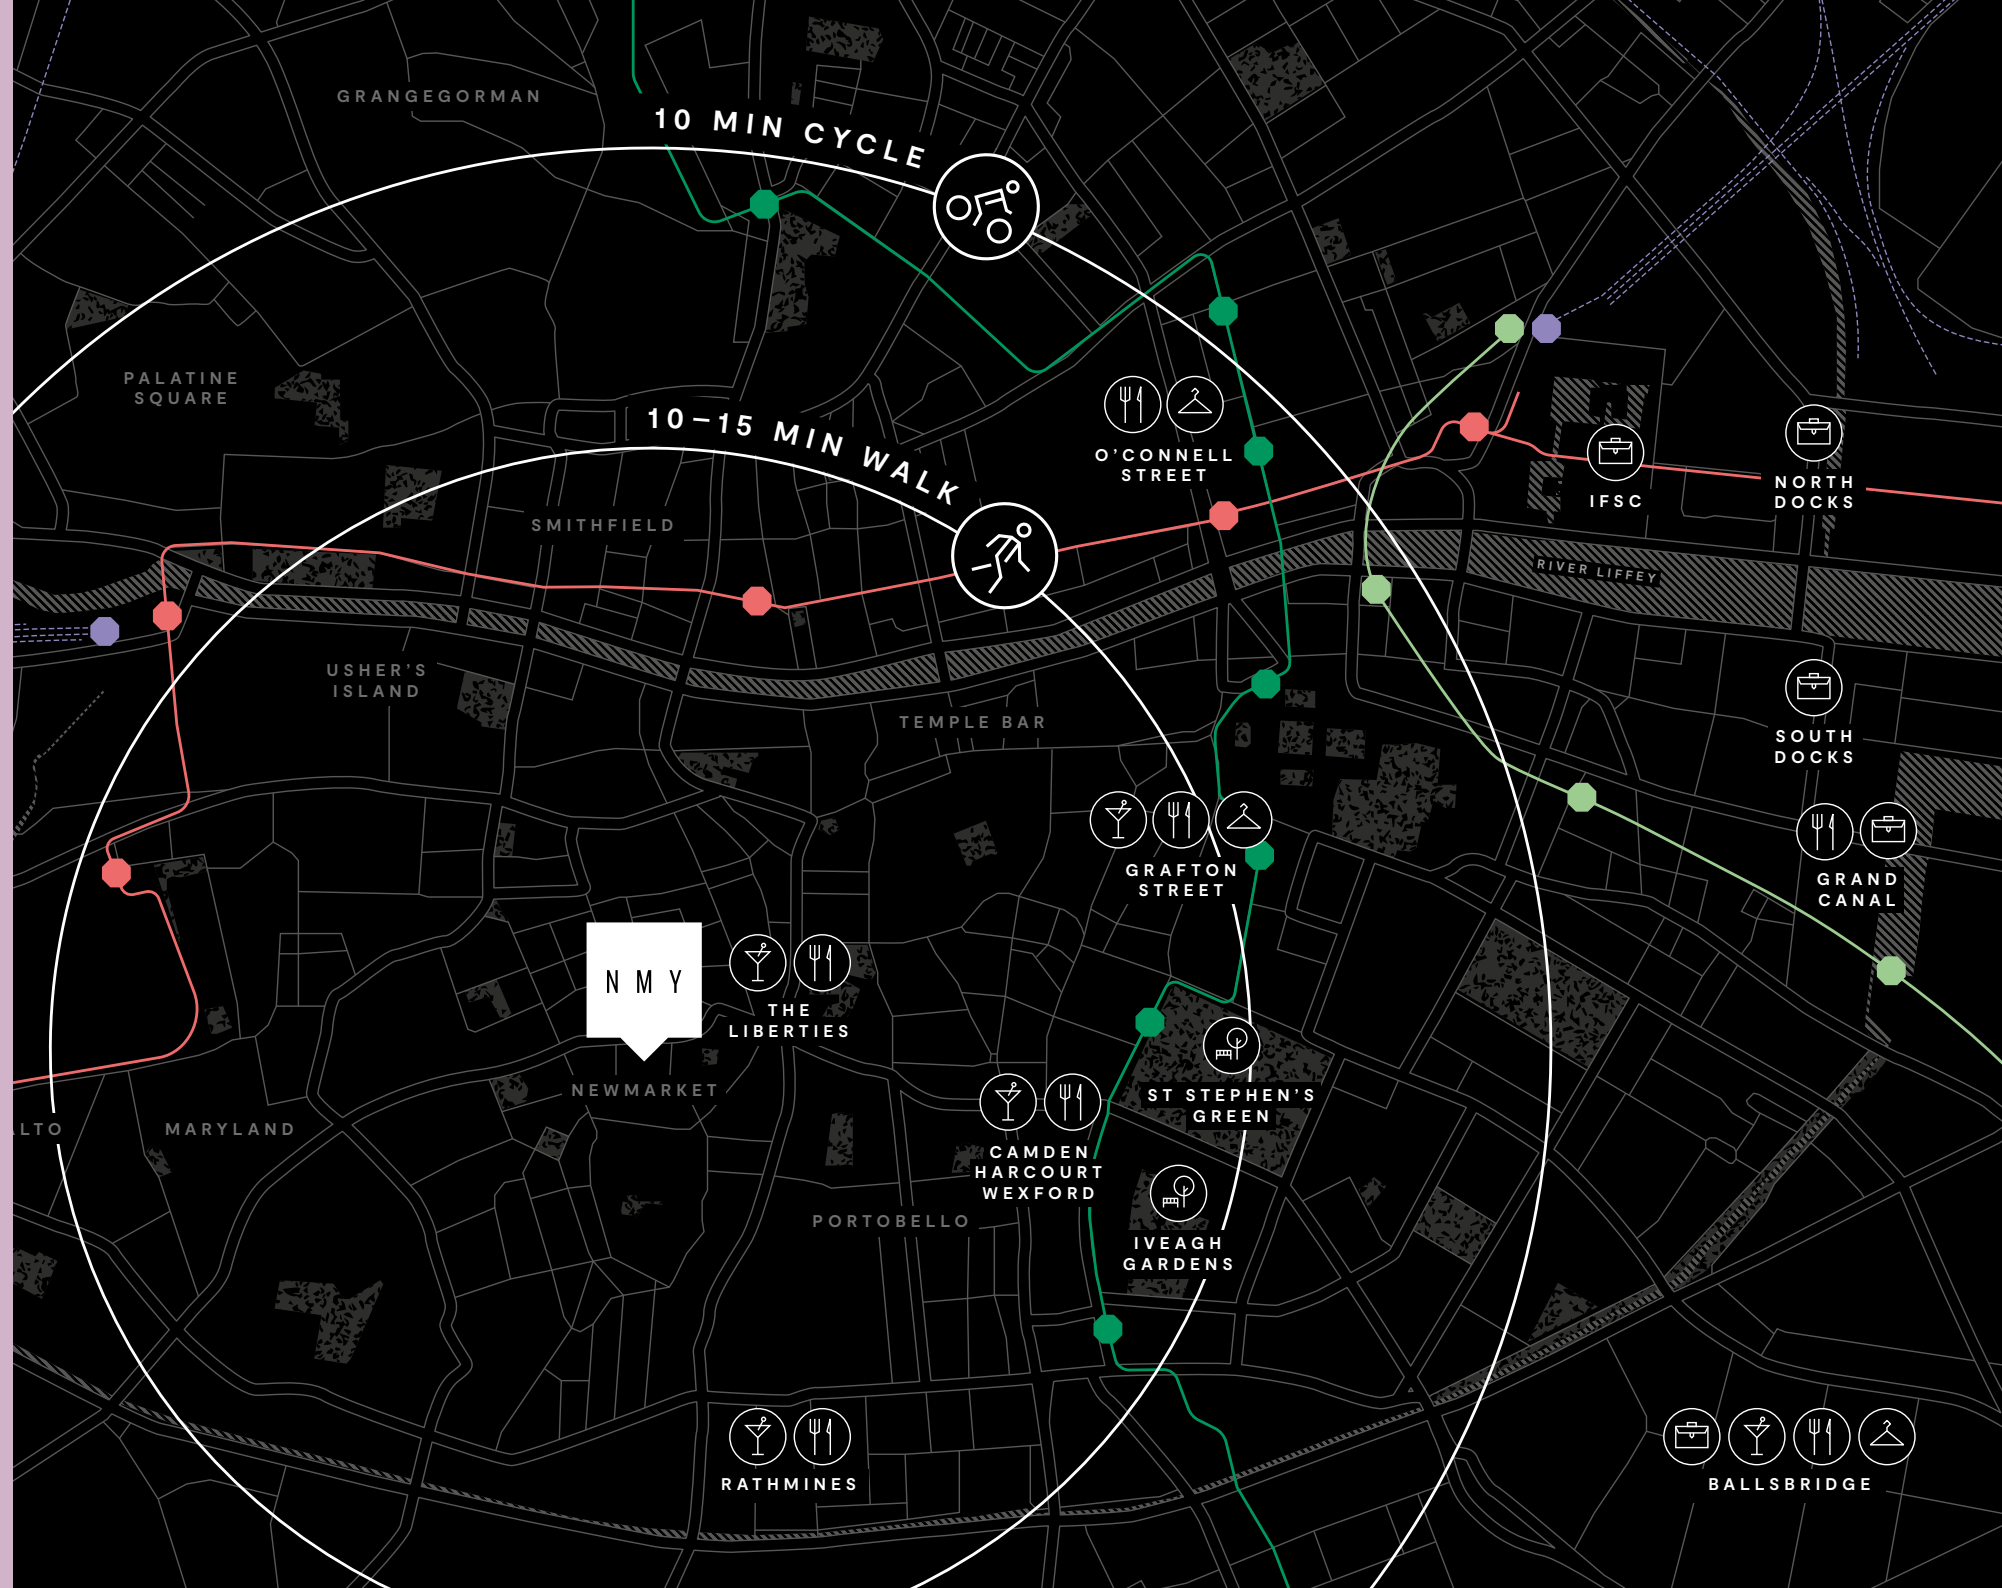 GRANGEGORMAN
10 MIN CYCLE
PALATINE
SQUARE
10–15 MIN WALK
O'CONNELL
STREET
SMITHFIELD
IFSC
NORTH
DOCKS
RIVER LIFFEY
USHER'S
ISLAND
TEMPLE BAR
SOUTH
DOCKS
GRAFTON
STREET
GRAND
CANAL
NMY
THE
LIBERTIES
NEWMARKET
ST STEPHEN'S
GREEN
LTO
MARYLAND
CAMDEN
HARCOURT
WEXFORD
PORTOBELLO
IVEAGH
GARDENS
RATHMINES
BALLSBRIDGE